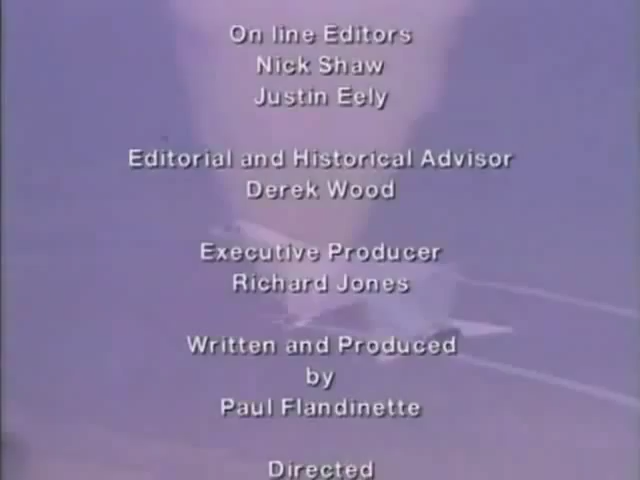 On line Editors
Nick Shaw
Justin Eely
Editorial and Historical Advisor
Derek Wood
Executive Producer
Richard Jones
Written and Produced
by
Paul Flandinette
Directed